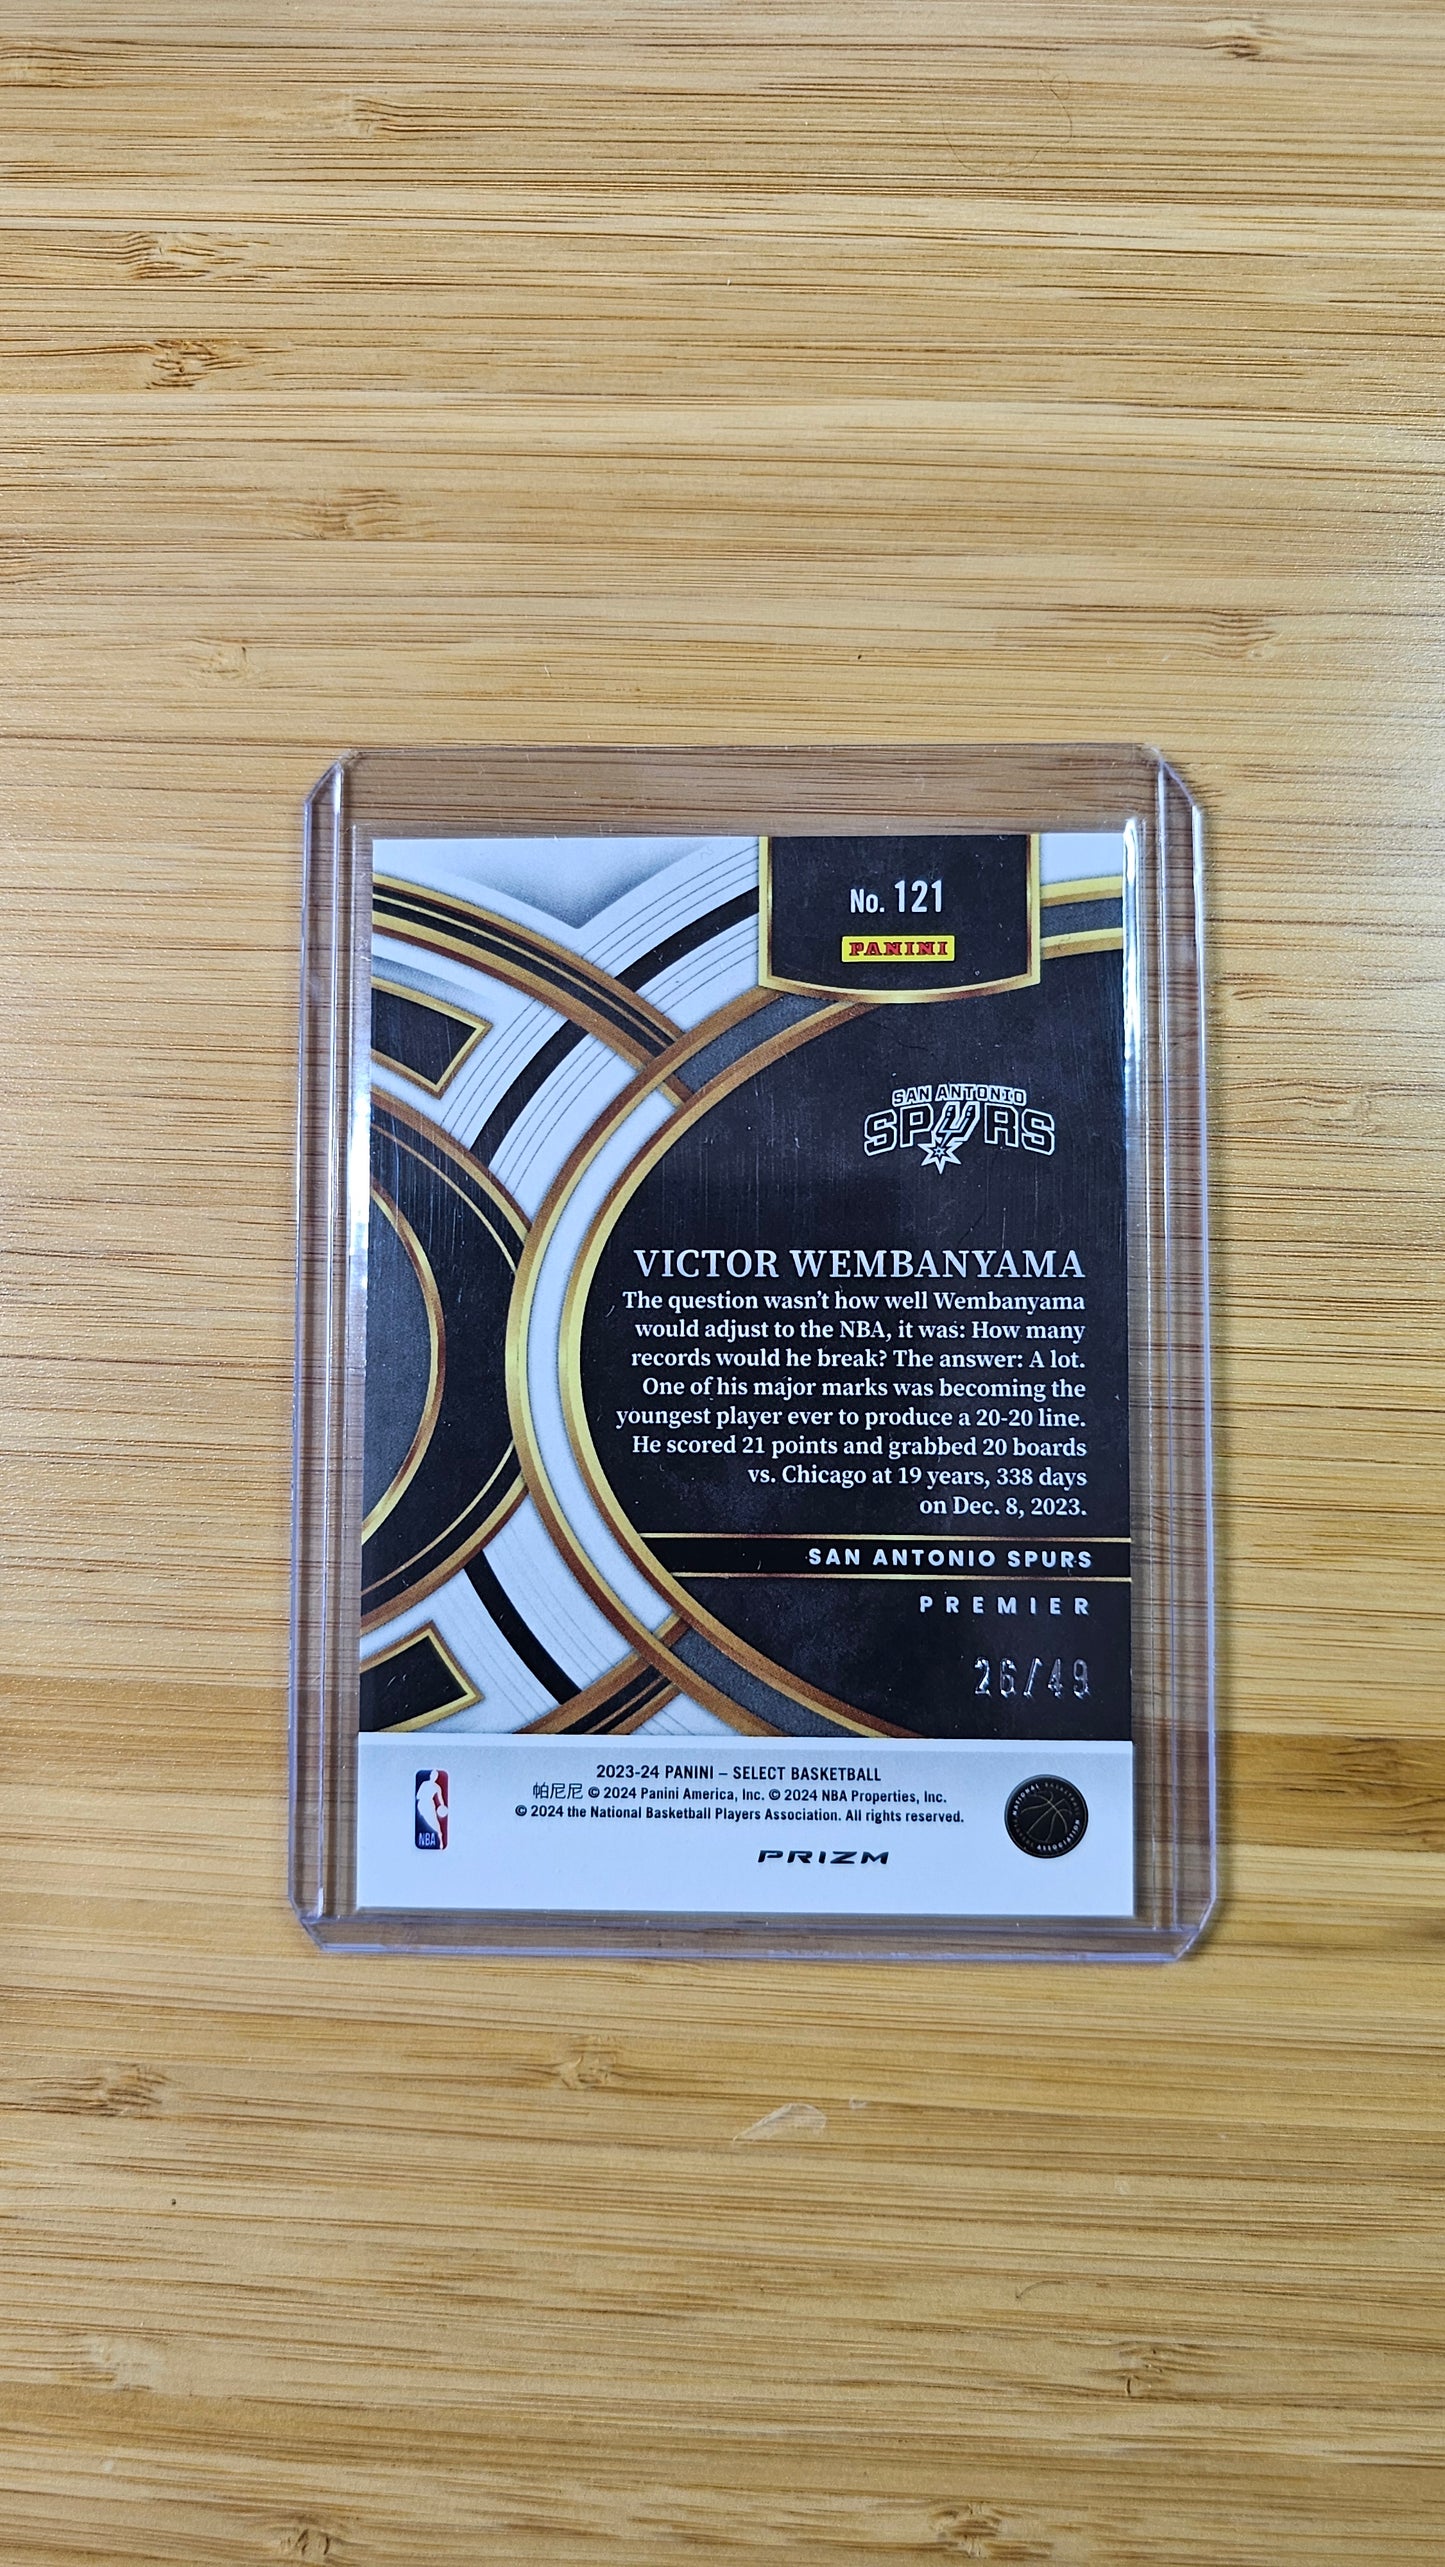 No. 121
PANINI
SAN ANTONIO
SPURS
VICTOR WEMBANYAMA
The question wasn't how well Wembanyama
would adjust to the NBA, it was: How many
records would he break? The answer: A lot.
One of his major marks was becoming the
youngest player ever to produce a 20-20 line.
He scored 21 points and grabbed 20 boards
vs. Chicago at 19 years, 338 days
on Dec. 8, 2023.
SAN ANTONIO SPURS
PREMIER
26/49
2023-24 PANINI – SELECT BASKETBALL
帕尼尼 © 2024 Panini America, Inc. © 2024 NBA Properties, Inc.
© 2024 the National Basketball Players Association. All rights reserved.
NBA
NATIONAL BASKETBALL
PLAYERS ASSOCIATION
PRIZM